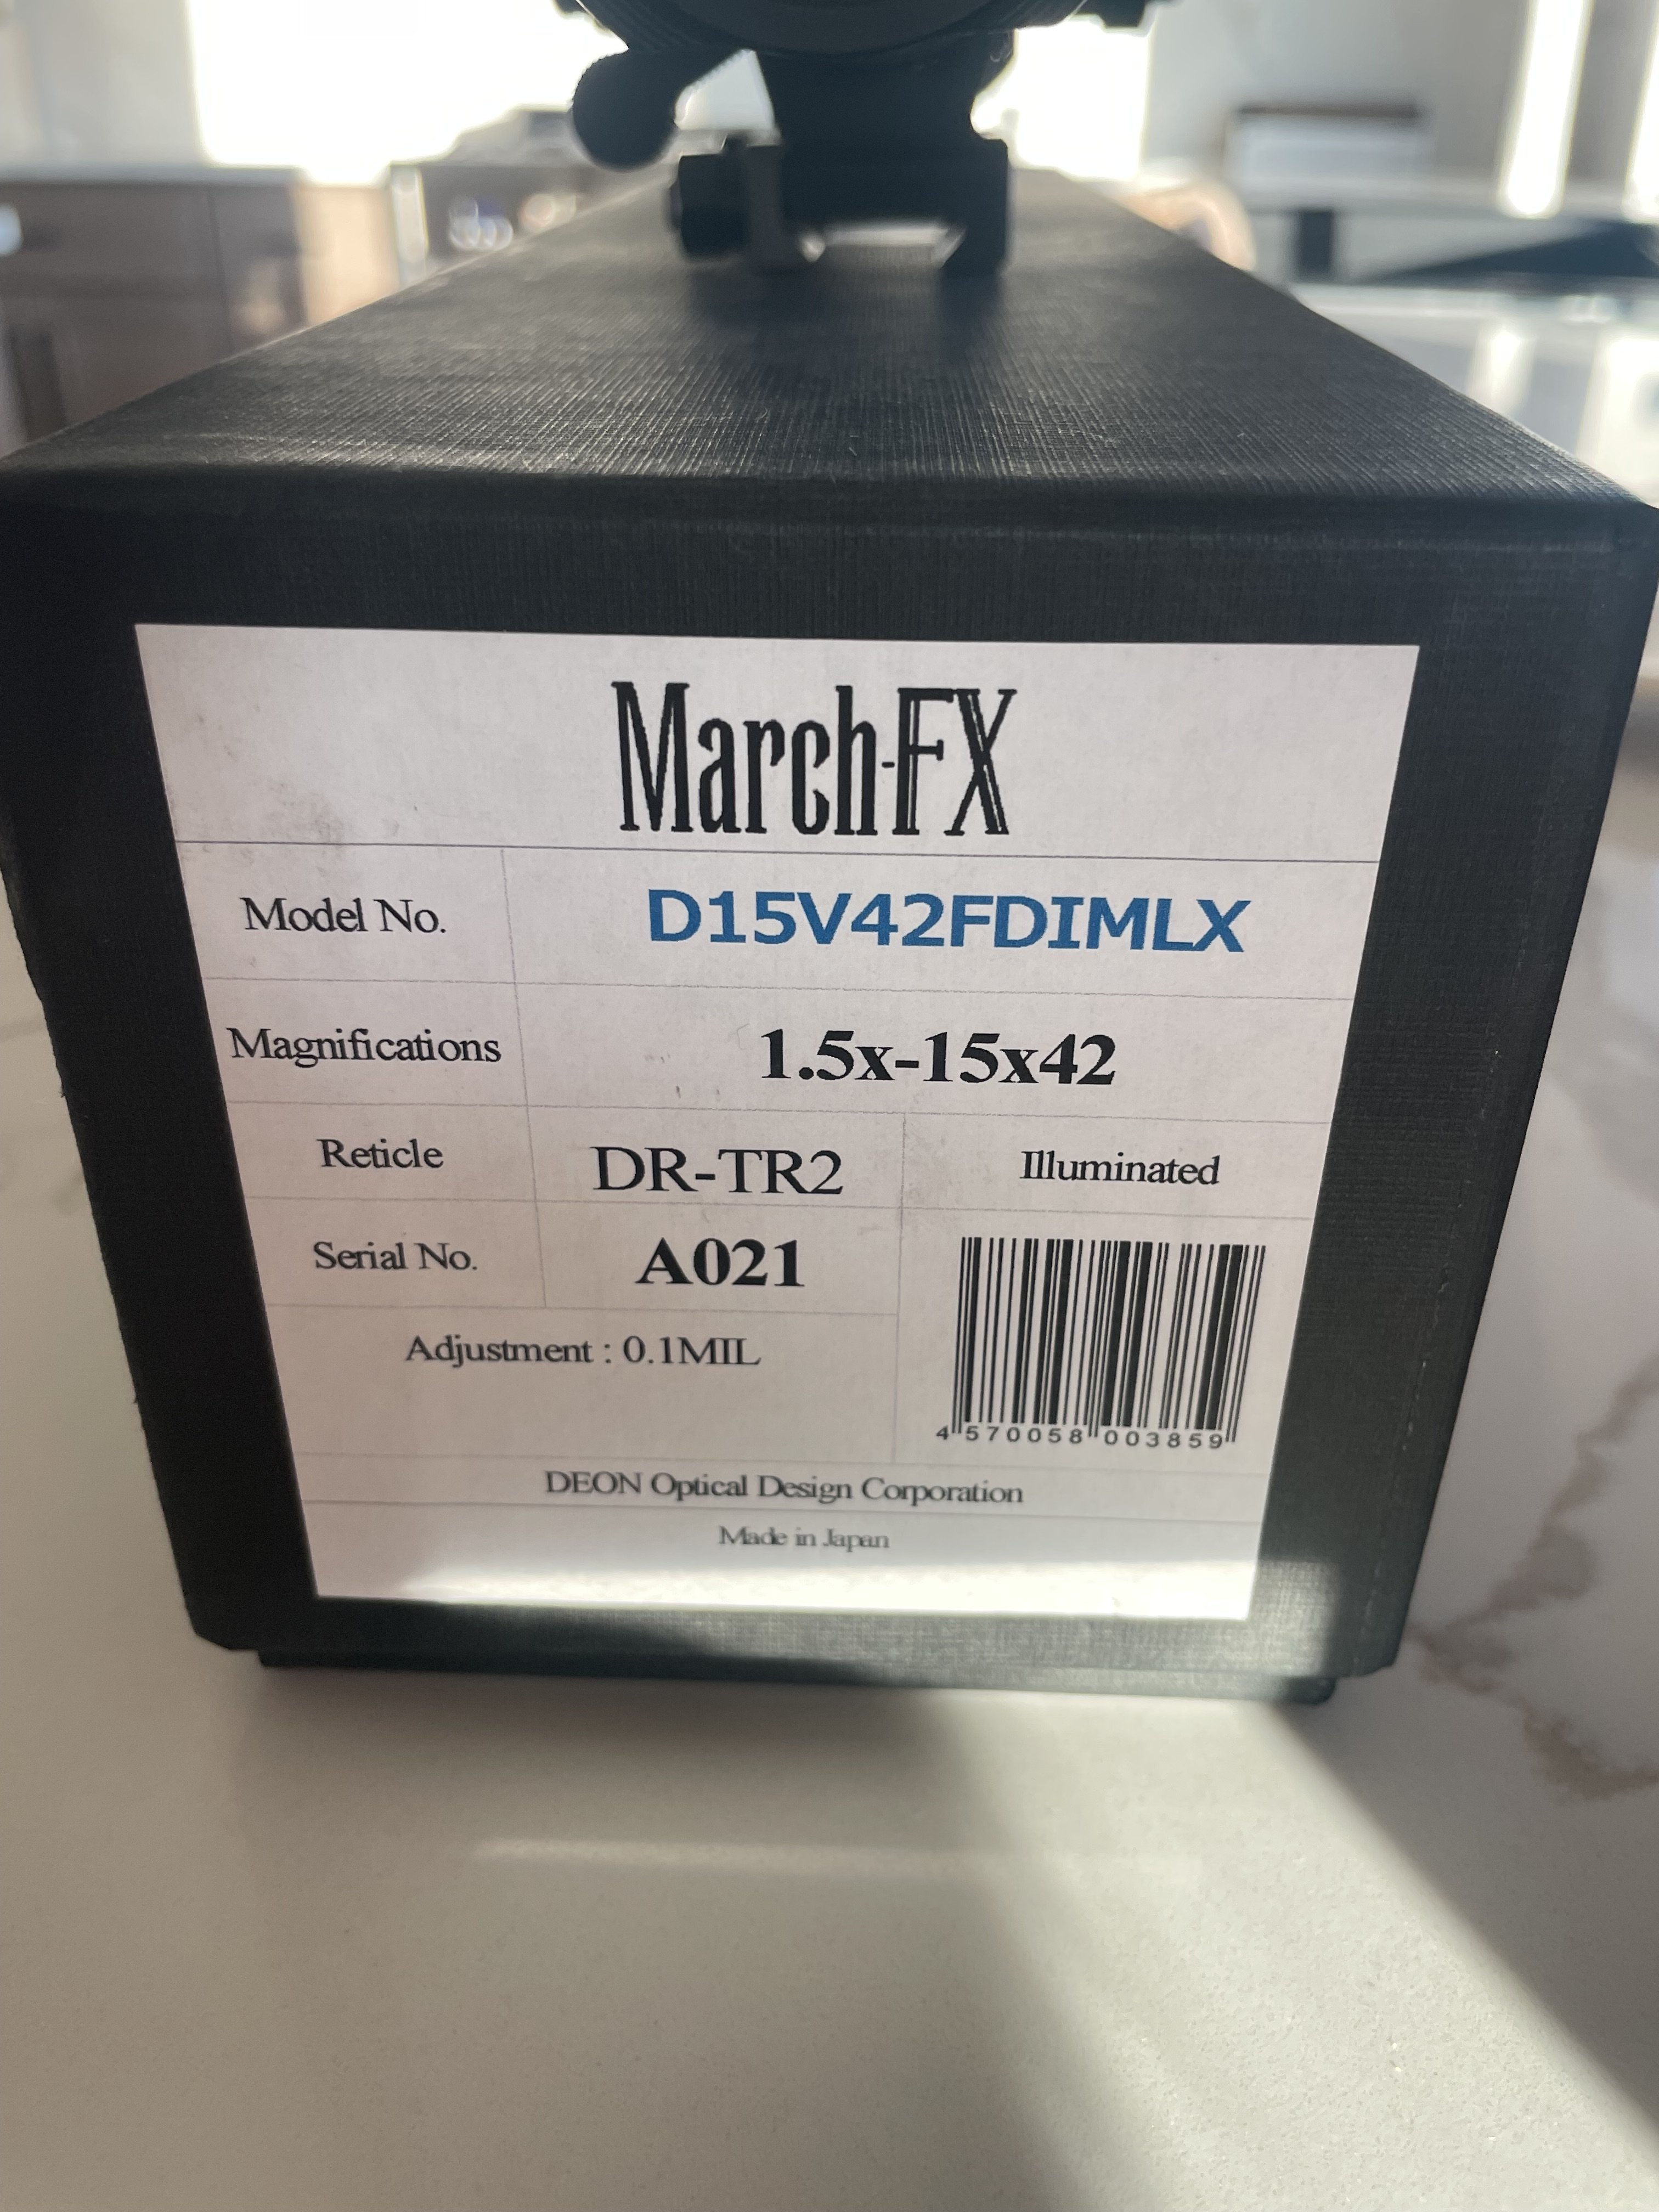 March-FX
Model No. D15V42FDIMLX
Magnifications 1.5x-15x42
Reticle DR-TR2 Illuminated
Serial No. A021
Adjustment : 0.1MIL
4 570058 003859
DEON Optical Design Corporation
Made in Japan